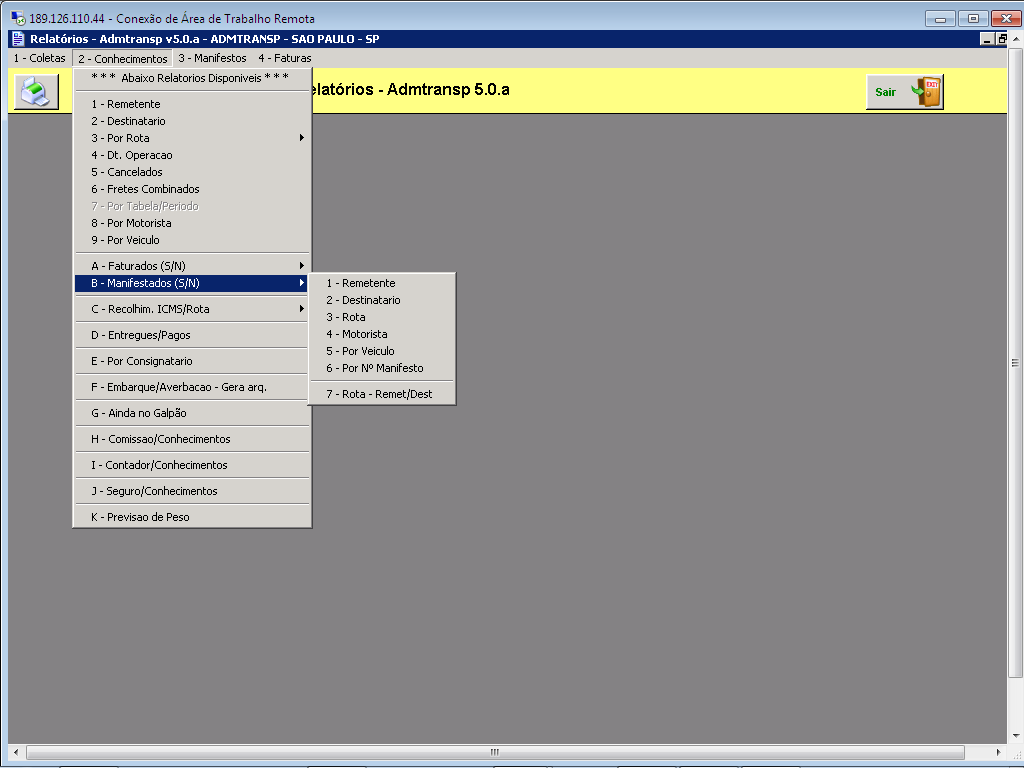 189.126.110.44 - Conexão de Área de Trabalho Remota
Relatórios - Admtransp v5.0.a - ADMTRANSP - SAO PAULO - SP
1 - Coletas 2 - Conhecimentos 3 - Manifestos 4 - Faturas
elatórios - Admtransp 5.0.a
Sair
EXIT
* * * Abaixo Relatorios Disponiveis * * *
1 - Remetente
2 - Destinatario
3 - Por Rota
4 - Dt. Operacao
5 - Cancelados
6 - Fretes Combinados
7 - Por Tabela/Periodo
8 - Por Motorista
9 - Por Veiculo
A - Faturados (S/N)
B - Manifestados (S/N)
C - Recolhim. ICMS/Rota
D - Entregues/Pagos
E - Por Consignatario
F - Embarque/Averbacao - Gera arq.
G - Ainda no Galpão
H - Comissao/Conhecimentos
I - Contador/Conhecimentos
J - Seguro/Conhecimentos
K - Previsao de Peso
1 - Remetente
2 - Destinatario
3 - Rota
4 - Motorista
5 - Por Veiculo
6 - Por Nº Manifesto
7 - Rota - Remet/Dest